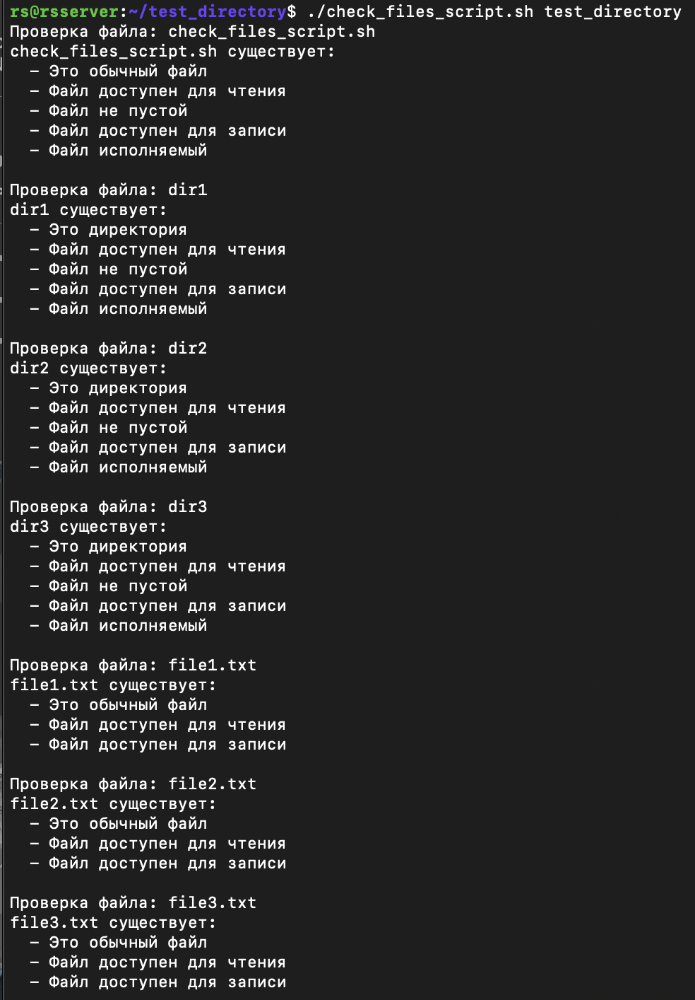 rs@rsserver:~/test_directory$ ./check_files_script.sh test_directory
Проверка файла: check_files_script.sh
check_files_script.sh существует:
  – Это обычный файл
  – Файл доступен для чтения
  – Файл не пустой
  – Файл доступен для записи
  – Файл исполняемый

Проверка файла: dir1
dir1 существует:
  – Это директория
  – Файл доступен для чтения
  – Файл не пустой
  – Файл доступен для записи
  – Файл исполняемый

Проверка файла: dir2
dir2 существует:
  – Это директория
  – Файл доступен для чтения
  – Файл не пустой
  – Файл доступен для записи
  – Файл исполняемый

Проверка файла: dir3
dir3 существует:
  – Это директория
  – Файл доступен для чтения
  – Файл не пустой
  – Файл доступен для записи
  – Файл исполняемый

Проверка файла: file1.txt
file1.txt существует:
  – Это обычный файл
  – Файл доступен для чтения
  – Файл доступен для записи

Проверка файла: file2.txt
file2.txt существует:
  – Это обычный файл
  – Файл доступен для чтения
  – Файл доступен для записи

Проверка файла: file3.txt
file3.txt существует:
  – Это обычный файл
  – Файл доступен для чтения
  – Файл доступен для записи